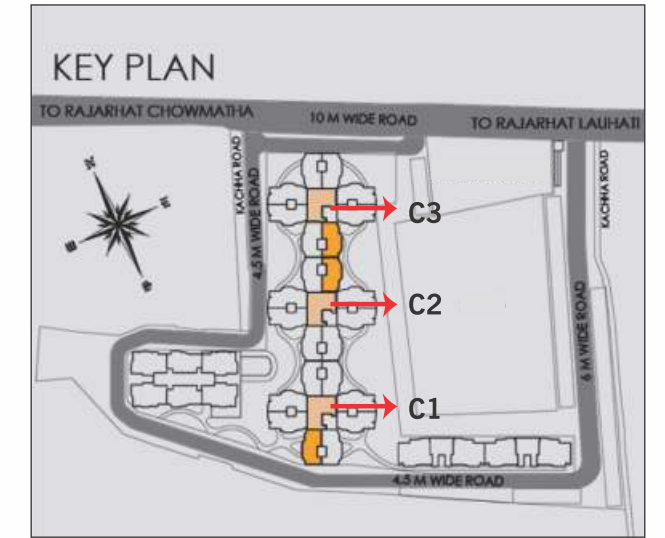 KEY PLAN
TO RAJARHAT CHOWMATHA
10 M WIDE ROAD
TO RAJARHAT LAUHATI
KACHHA ROAD
4.5 M WIDE ROAD
KACHHA ROAD
C3
C2
6 M WIDE ROAD
C1
4.5 M WIDE ROAD